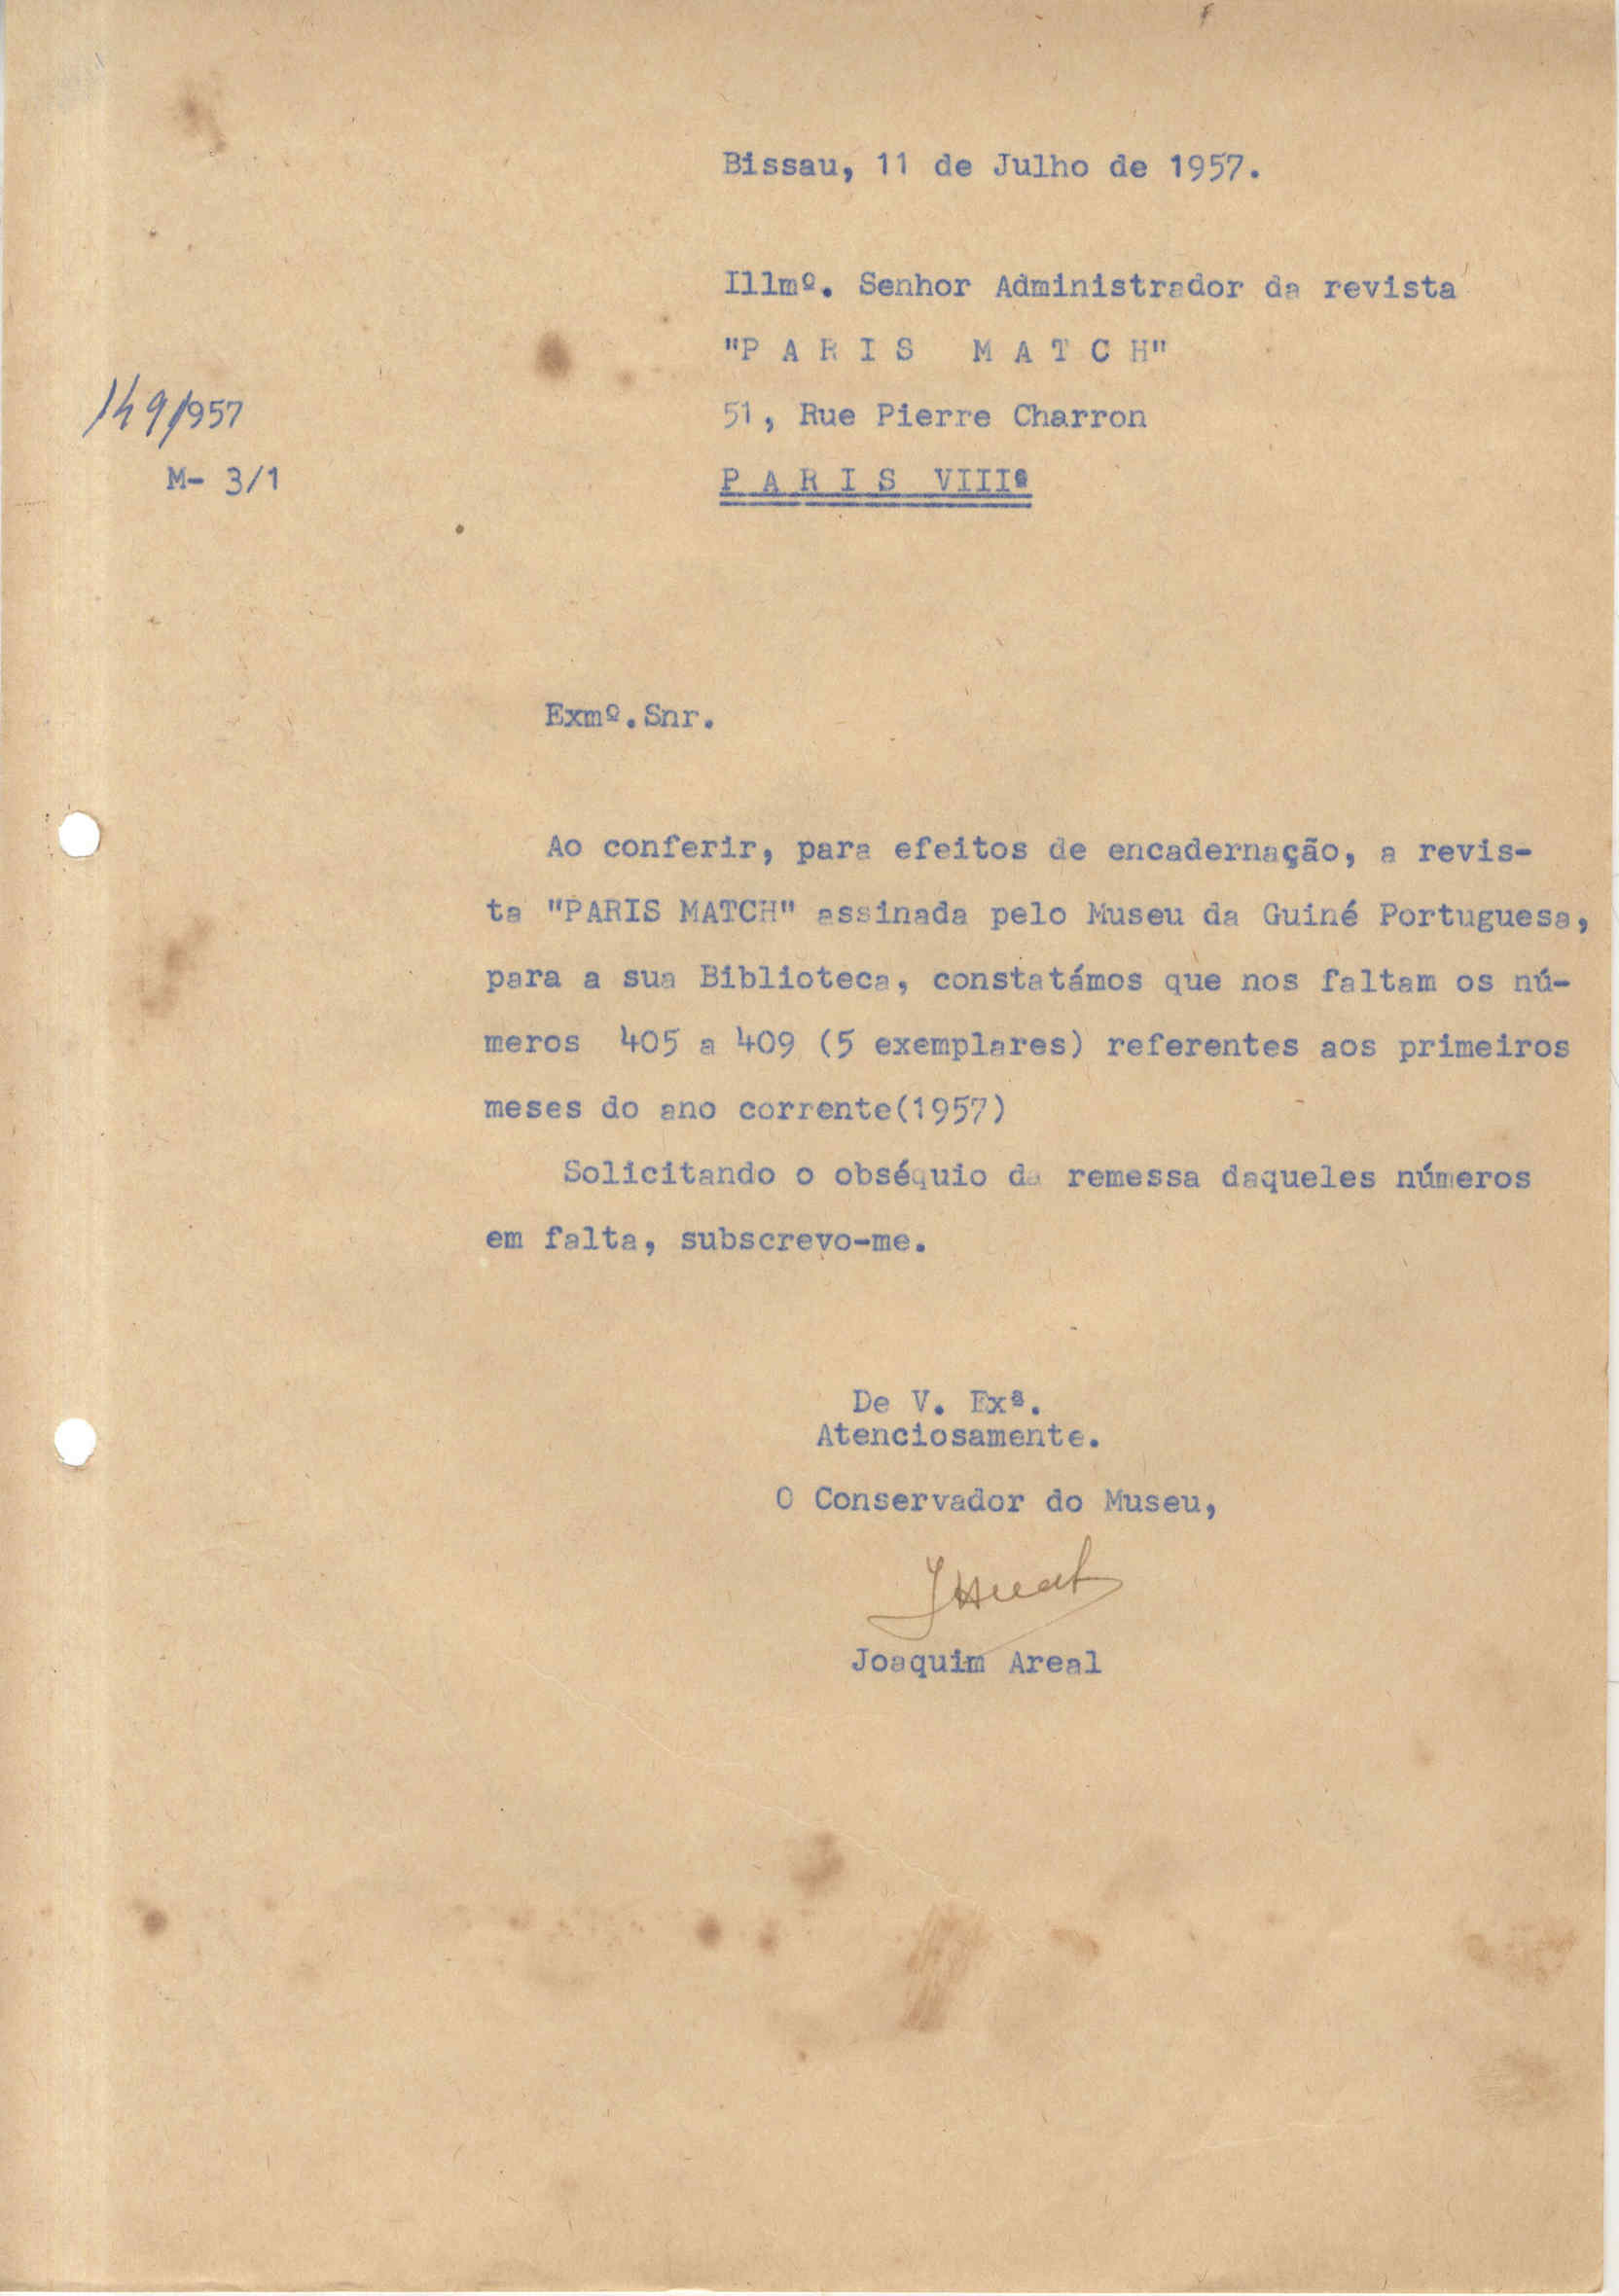 Bissau, 11 de Julho de 1957.
Illmº. Senhor Administrador da revista
"P A R I S M A T C H"
149/957
51, Rue Pierre Charron
M- 3/1
P A R I S VIIIº
Exmº.Snr.
Ao conferir, para efeitos de encadernação, a revis-
ta "PARIS MATCH" assinada pelo Museu da Guiné Portuguesa,
para a sua Biblioteca, constatámos que nos faltam os nú-
meros 405 a 409 (5 exemplares) referentes aos primeiros
meses do ano corrente(1957)
Solicitando o obséquio da remessa daqueles números
em falta, subscrevo-me.
De V. Exª.
Atenciosamente.
O Conservador do Museu,
JAreal
Joaquim Areal